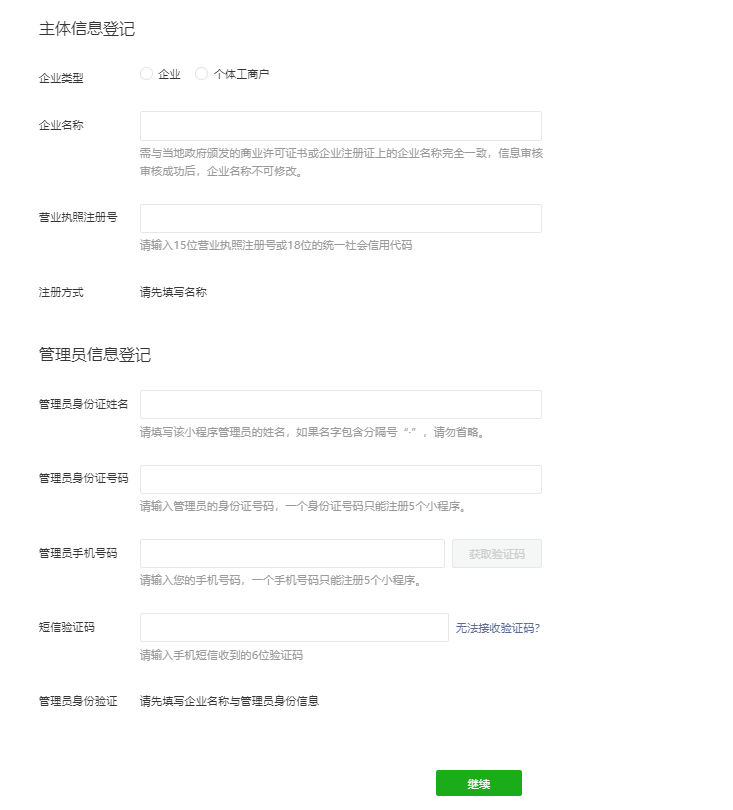 主体信息登记
企业类型 企业 个体工商户
企业名称
需与当地政府颁发的商业许可证书或企业注册证上的企业名称完全一致，信息审核
审核成功后，企业名称不可修改。
营业执照注册号
请输入15位营业执照注册号或18位的统一社会信用代码
注册方式 请先填写名称
管理员信息登记
管理员身份证姓名
请填写该小程序管理员的姓名，如果名字包含分隔号“·”，请勿省略。
管理员身份证号码
请输入管理员的身份证号码，一个身份证号码只能注册5个小程序。
管理员手机号码 获取验证码
请输入您的手机号码，一个手机号码只能注册5个小程序。
短信验证码 无法接收验证码?
请输入手机短信收到的6位验证码
管理员身份验证 请先填写企业名称与管理员身份信息
继续